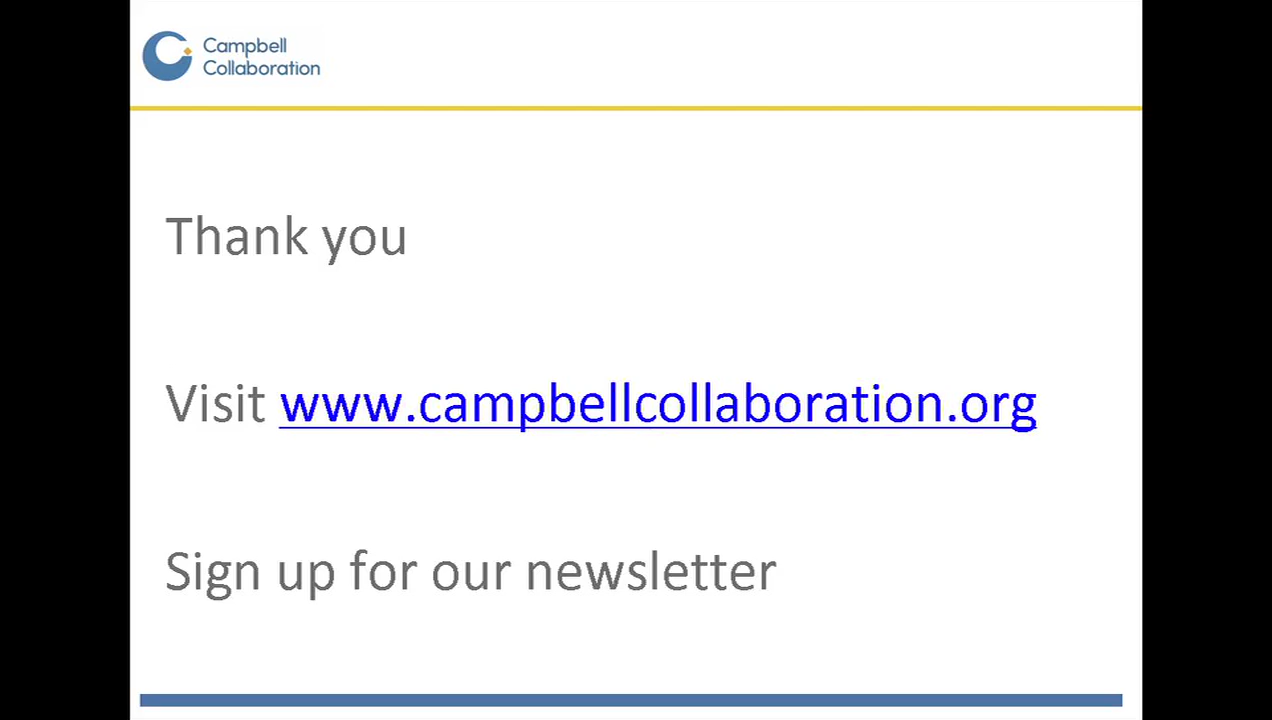 Campbell
Collaboration
Thank you
Visit www.campbellcollaboration.org
Sign up for our newsletter